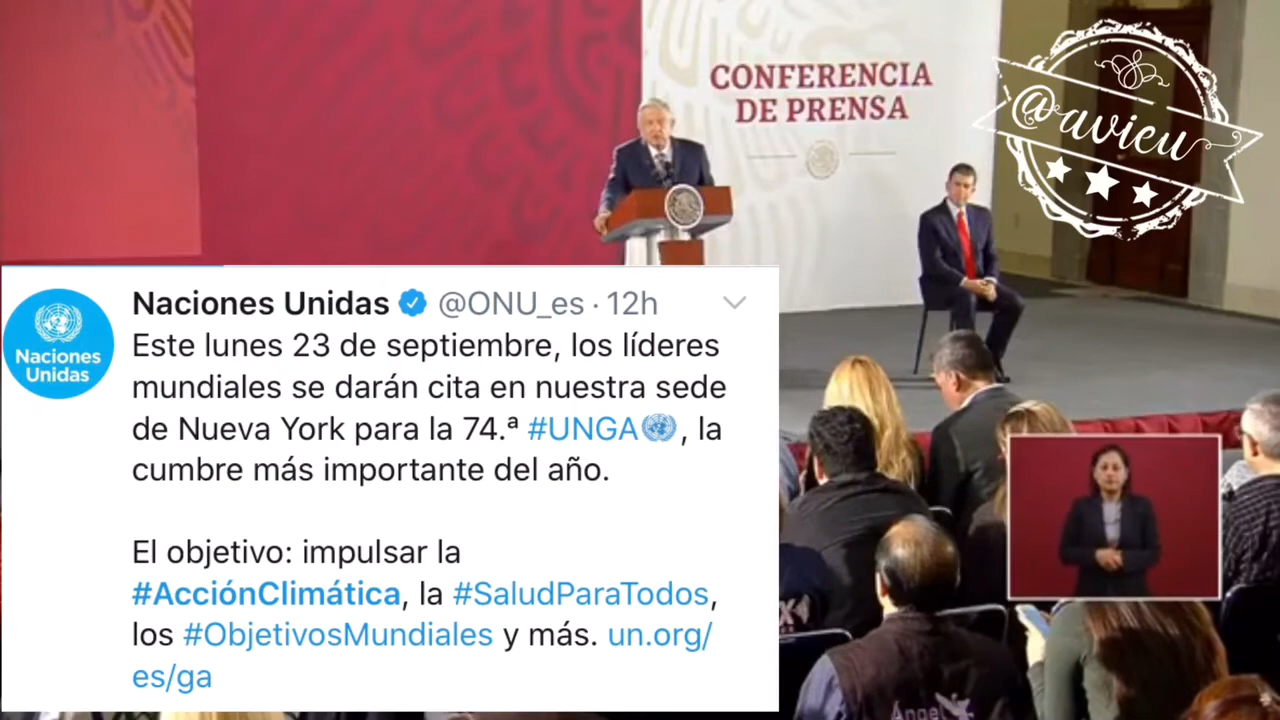 CONFERENCIA
DE PRENSA
@avieu
Naciones Unidas @ONU_es · 12h
Naciones
Unidas
Este lunes 23 de septiembre, los líderes
mundiales se darán cita en nuestra sede
de Nueva York para la 74.ª #UNGA, la
cumbre más importante del año.
El objetivo: impulsar la
#AcciónClimática, la #SaludParaTodos,
los #ObjetivosMundiales y más. un.org/
es/ga
Angel